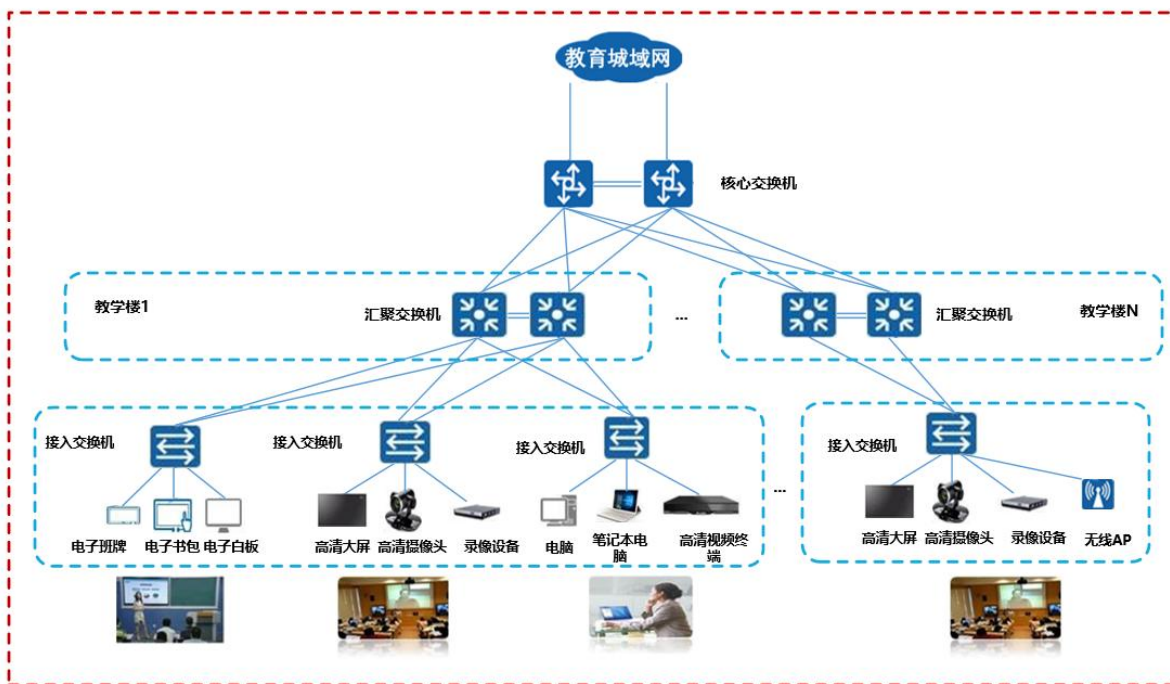 教育城域网
核心交换机
教学楼1
汇聚交换机
...
汇聚交换机
教学楼N
接入交换机
接入交换机
接入交换机
接入交换机
...
电子班牌
电子书包
电子白板
高清大屏
高清摄像头
录像设备
电脑
笔记本电
脑
高清视频终
端
高清大屏
高清摄像头
录像设备
无线AP